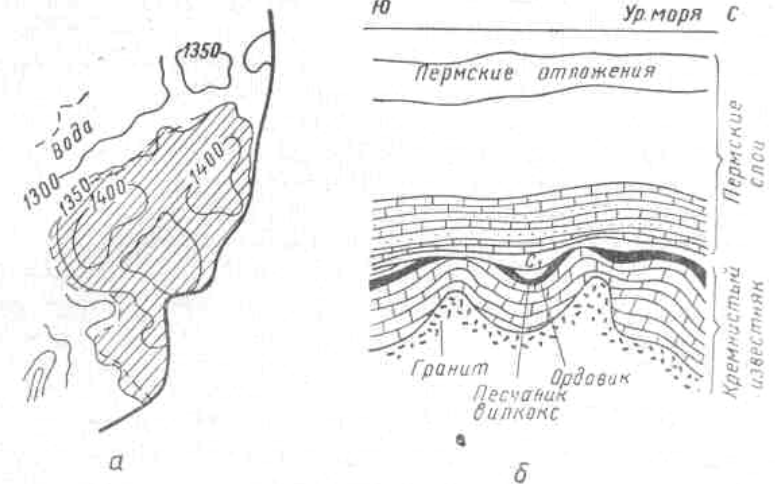 1350
Вода
1300
1350
1400
1400
а
Ю
Ур. моря С
Пермские отложения
Пермские
слои
С₁
Гранит
Песчаник
вилкокс
Ордовик
Кремнистый
известняк
б